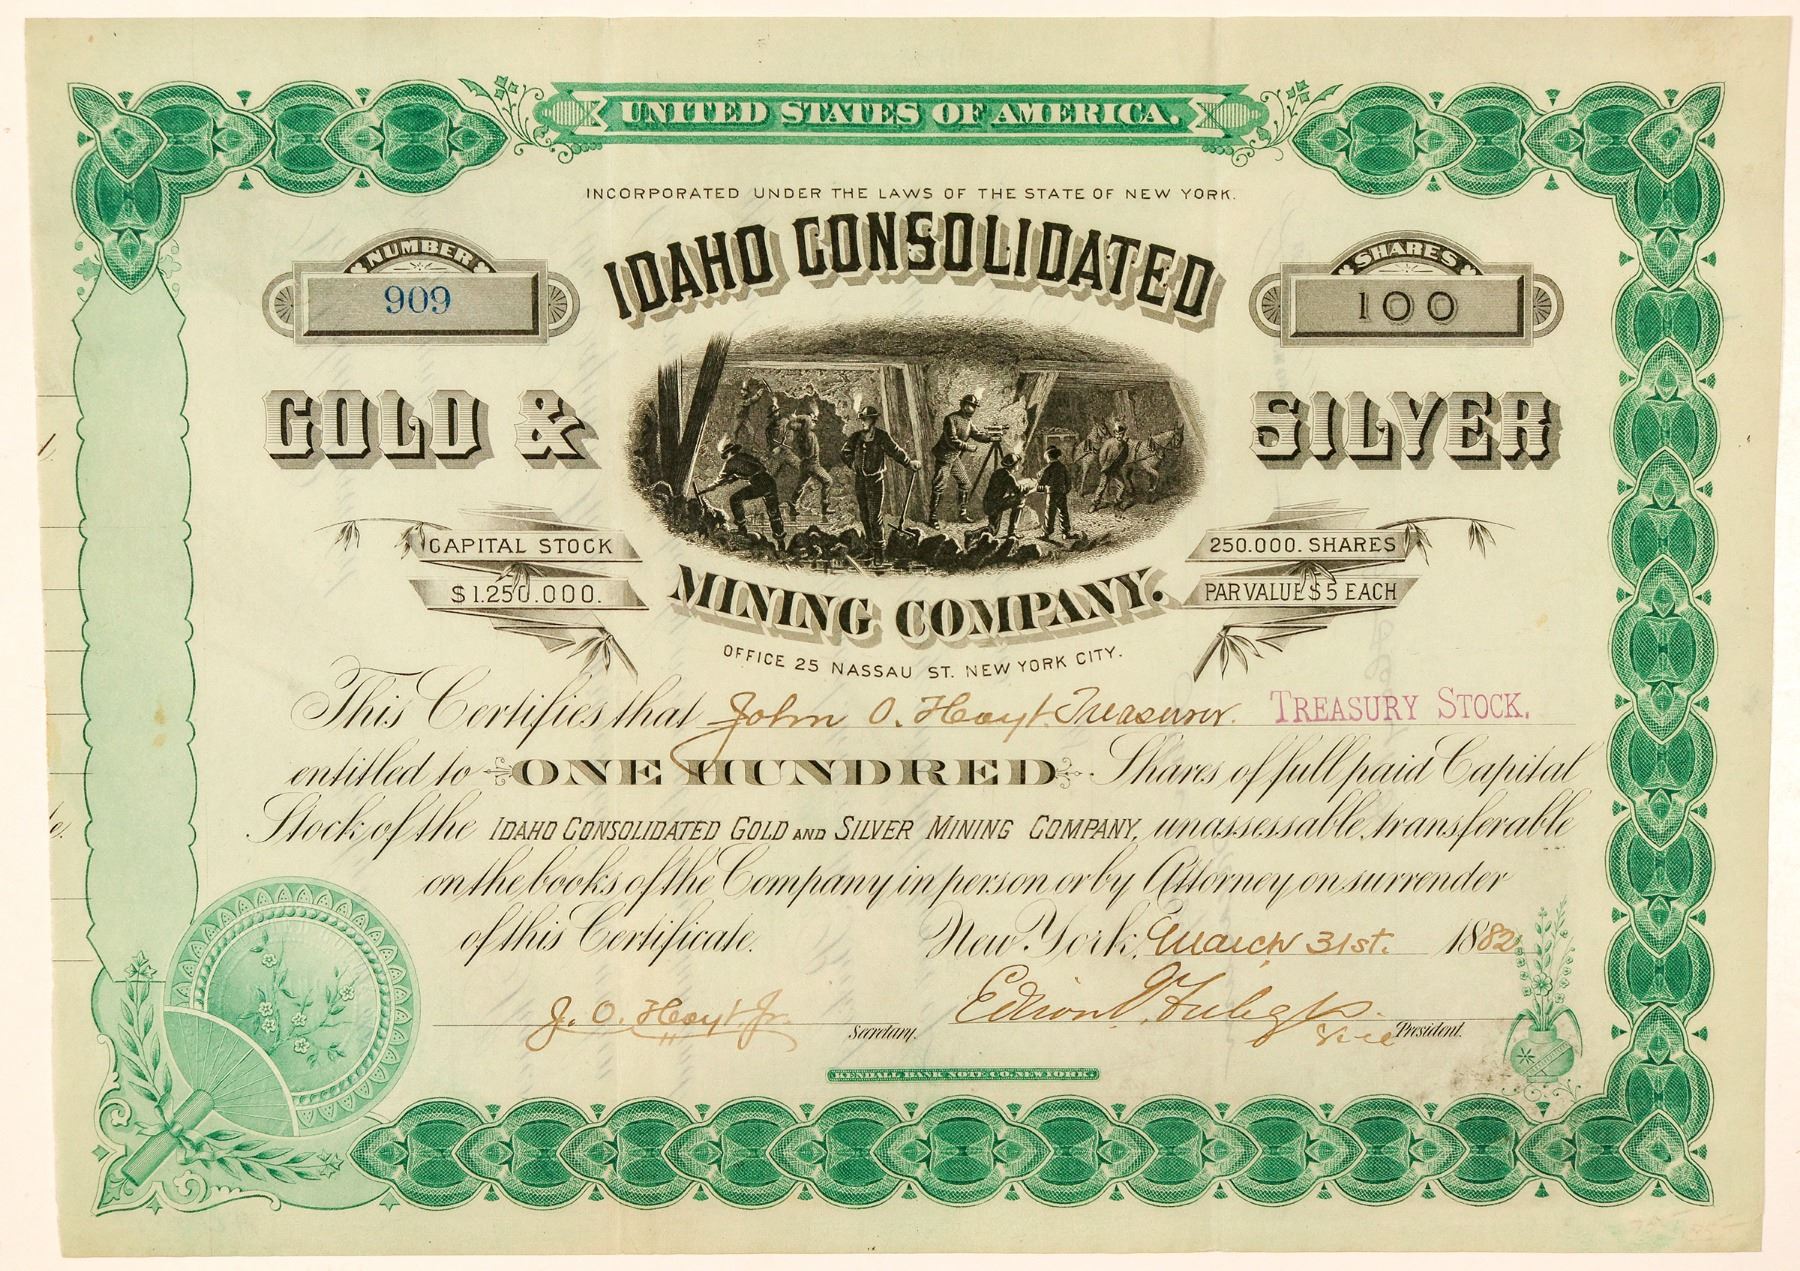 UNITED STATES OF AMERICA.
INCORPORATED UNDER THE LAWS OF THE STATE OF NEW YORK.
NUMBER
909
IDAHO CONSOLIDATED
SHARES
100
GOLD & SILVER
CAPITAL STOCK
$1.250.000.
250.000. SHARES
PAR VALUE $5 EACH
MINING COMPANY.
OFFICE 25 NASSAU ST. NEW YORK CITY.
This Certifies that John O. Hoyt. Treasurer. TREASURY STOCK.
entitled to ONE HUNDRED Shares of full paid Capital
Stock of the IDAHO CONSOLIDATED GOLD AND SILVER MINING COMPANY, unassessable, transferable
on the books of the Company in person or by Attorney on surrender
of this Certificate. New York, March 31st. 1882
J. O. Hoyt Jr. Secretary. Vice President.
KENDALL BANK NOTE CO. NEW YORK.